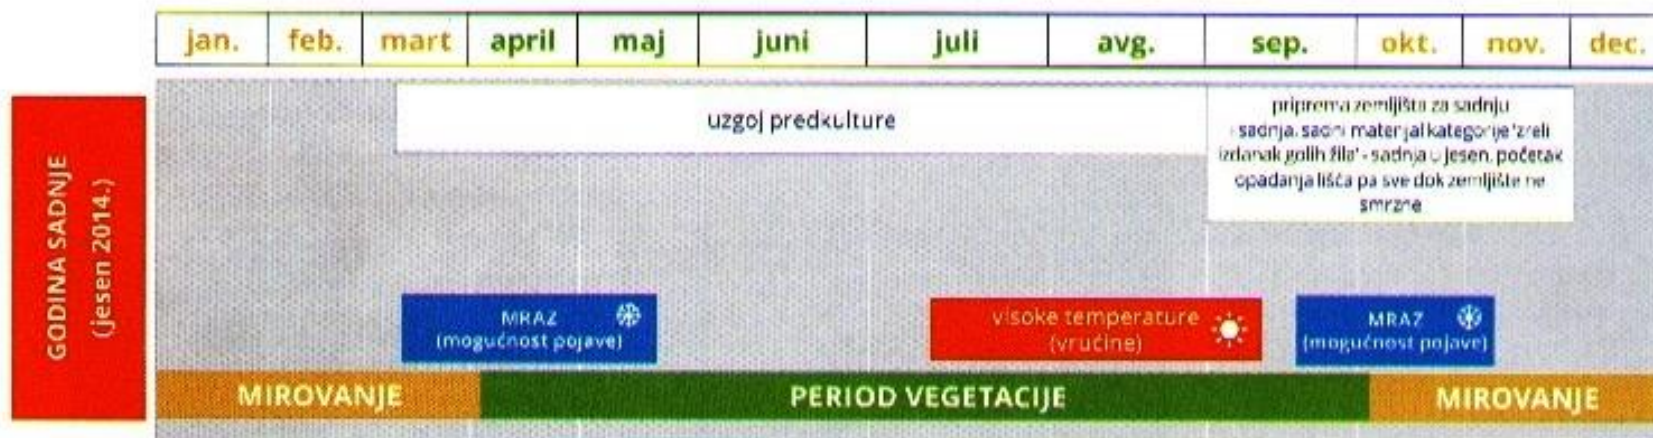 jan. feb. mart april maj juni juli avg. sep. okt. nov. dec.
GODINA SADNJE
(jesen 2014.)
uzgoj predkulture
priprema zemljišta za sadnju
i sadnja, sadni materijal kategorije 'zreli
izdanak golih žila' - sadnja u jesen, početak
opadanja lišća pa sve dok zemljište ne
smrzne
MRAZ
(mogućnost pojave)
visoke temperature
(vrućine)
MRAZ
(mogućnost pojave)
MIROVANJE PERIOD VEGETACIJE MIROVANJE